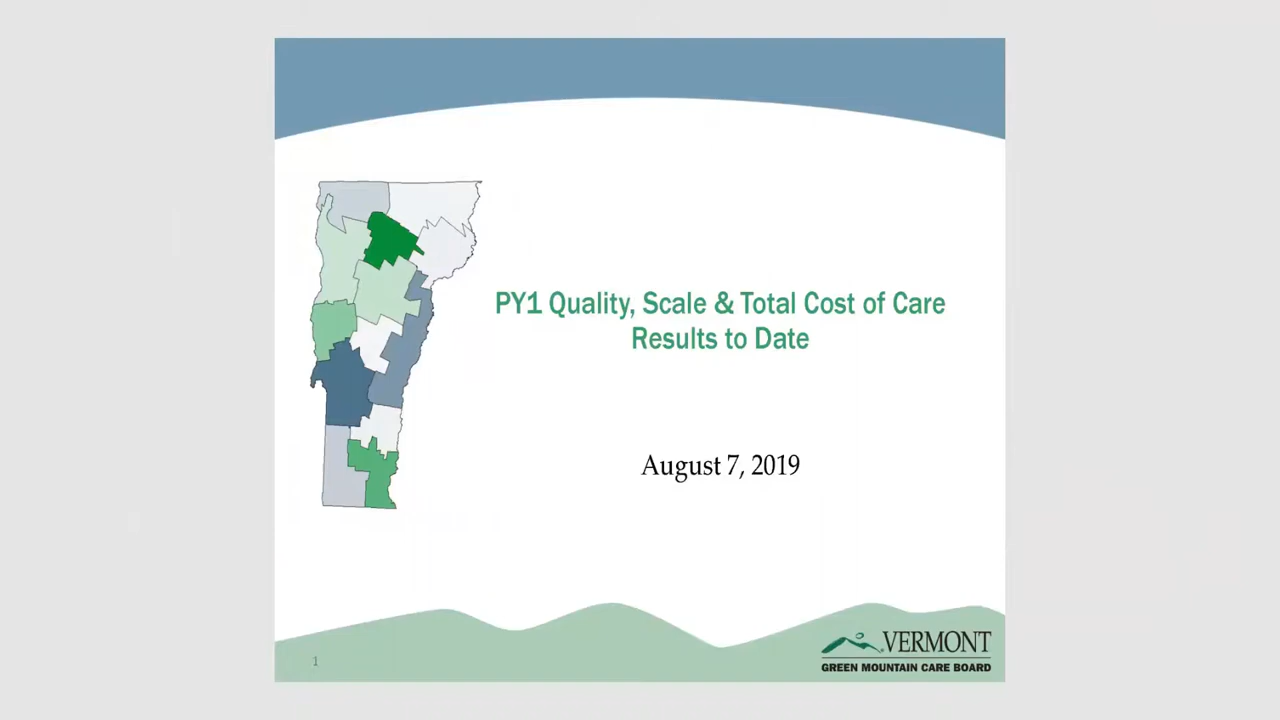 PY1 Quality, Scale & Total Cost of Care
Results to Date
August 7, 2019
1
VERMONT
GREEN MOUNTAIN CARE BOARD